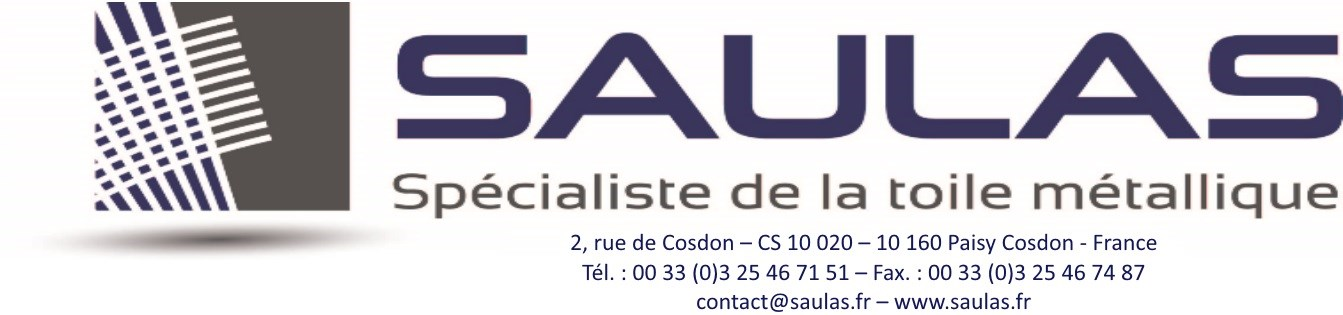 SAULAS
Spécialiste de la toile métallique
2, rue de Cosdon – CS 10 020 – 10 160 Paisy Cosdon - France
Tél. : 00 33 (0)3 25 46 71 51 – Fax. : 00 33 (0)3 25 46 74 87
contact@saulas.fr – www.saulas.fr